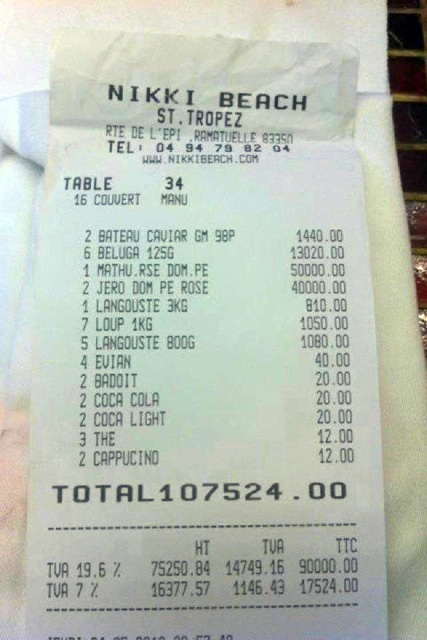 NIKKI BEACH
ST.TROPEZ
RTE DE L'EPI ,RAMATUELLE 83350
TEL: 04 94 79 82 04
WWW.NIKKIBEACH.COM
TABLE 34
16 COUVERT MANU
2 BATEAU CAVIAR GM 98P 1440.00
6 BELUGA 125G 13020.00
1 MATHU.RSE DOM.PE 50000.00
2 JERO DOM PE ROSE 40000.00
1 LANGOUSTE 3KG 810.00
7 LOUP 1KG 1050.00
5 LANGOUSTE 800G 1080.00
4 EVIAN 40.00
2 BADOIT 20.00
2 COCA COLA 20.00
2 COCA LIGHT 20.00
3 THE 12.00
2 CAPPUCINO 12.00
TOTAL107524.00
HT TVA TTC
TVA 19.6 % 75250.84 14749.16 90000.00
TVA 7 % 16377.57 1146.43 17524.00